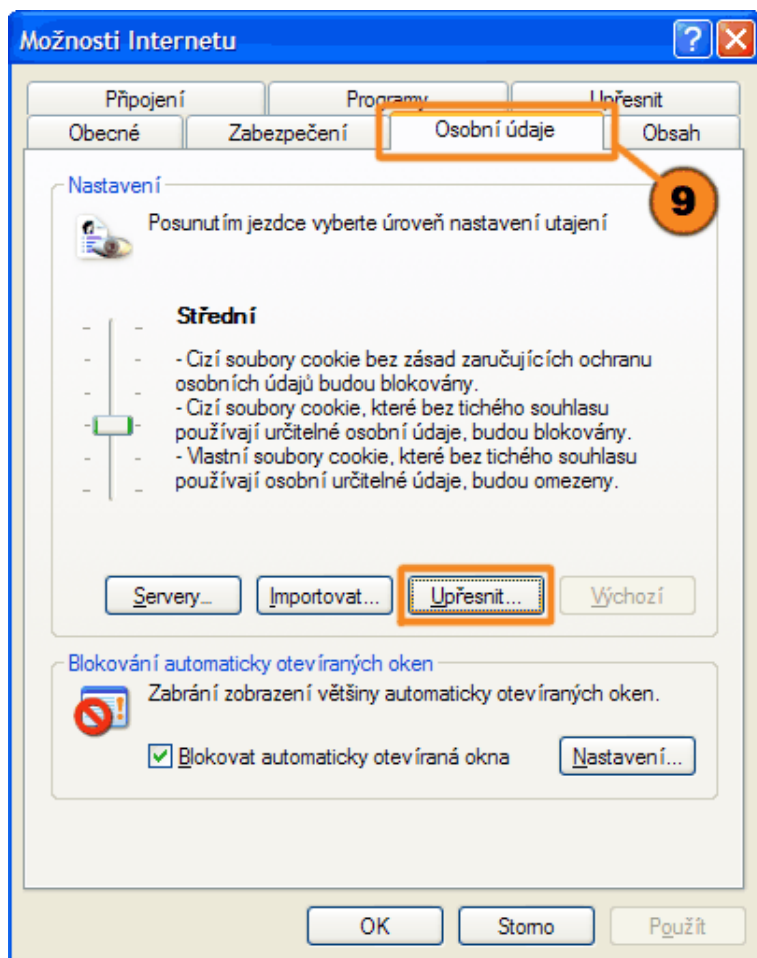 Možnosti Internetu
Připojení Programy Upřesnit
Obecné Zabezpečení Osobní údaje Obsah
9
Nastavení
Posunutím jezdce vyberte úroveň nastavení utajení
Střední
- Cizí soubory cookie bez zásad zaručujících ochranu
osobních údajů budou blokovány.
- Cizí soubory cookie, které bez tichého souhlasu
používají určitelné osobní údaje, budou blokovány.
- Vlastní soubory cookie, které bez tichého souhlasu
používají osobní určitelné údaje, budou omezeny.
Servery... Importovat... Upřesnit... Výchozí
Blokování automaticky otevíraných oken
Zabrání zobrazení většiny automaticky otevíraných oken.
Blokovat automaticky otevíraná okna Nastavení...
OK Storno Použít